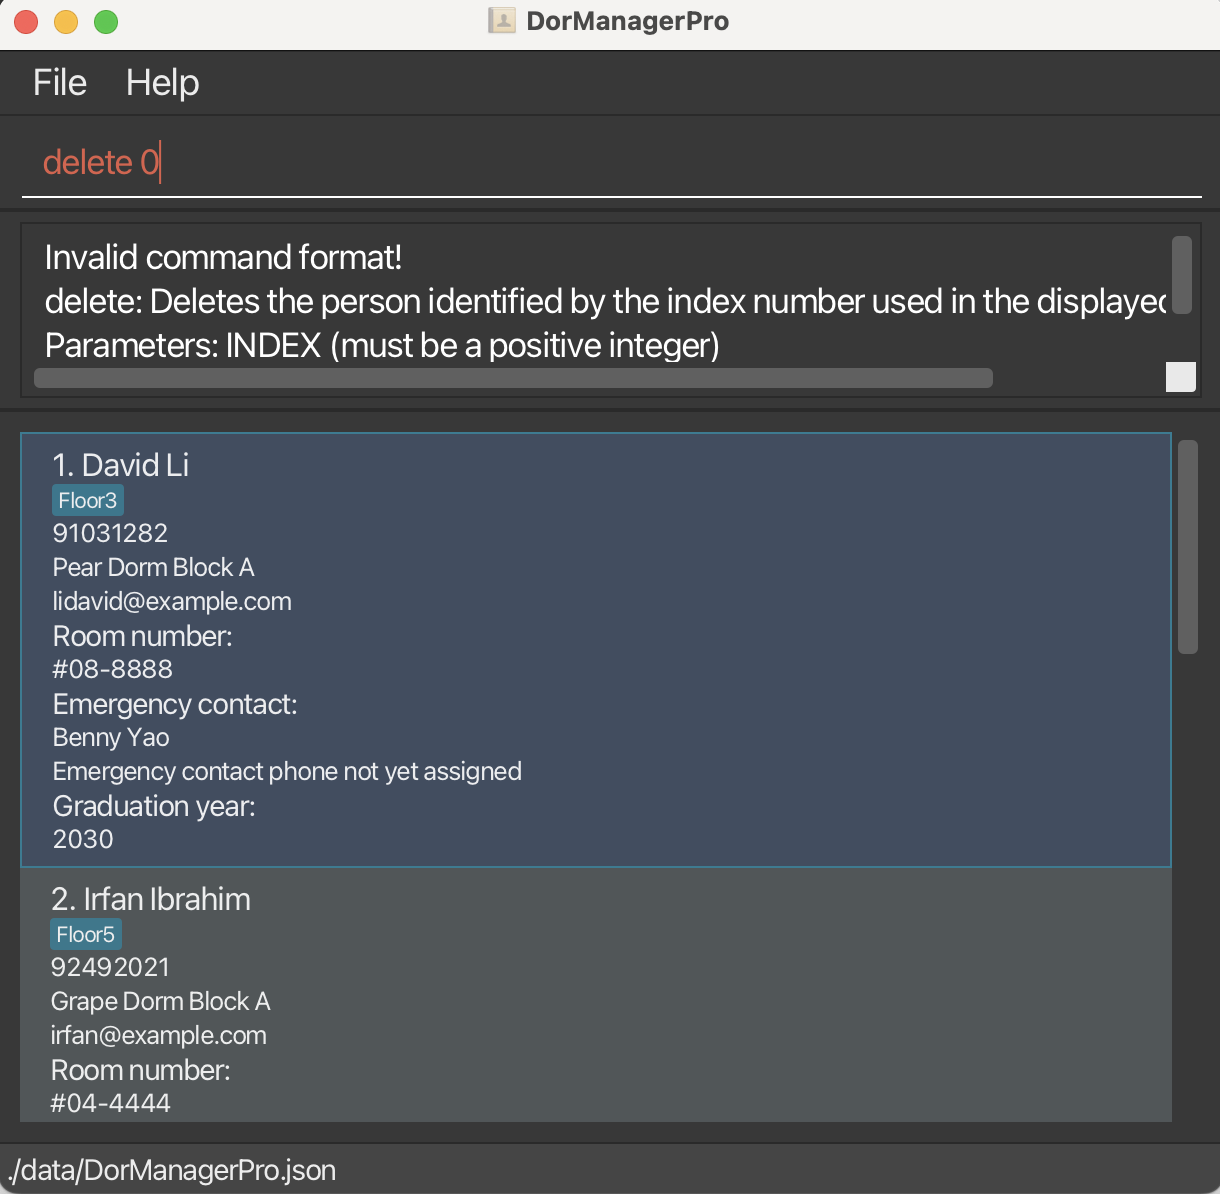 DorManagerPro
File Help
delete 0
Invalid command format!
delete: Deletes the person identified by the index number used in the displayed
Parameters: INDEX (must be a positive integer)
1. David Li
Floor3
91031282
Pear Dorm Block A
lidavid@example.com
Room number:
#08-8888
Emergency contact:
Benny Yao
Emergency contact phone not yet assigned
Graduation year:
2030
2. Irfan Ibrahim
Floor5
92492021
Grape Dorm Block A
irfan@example.com
Room number:
#04-4444
./data/DorManagerPro.json